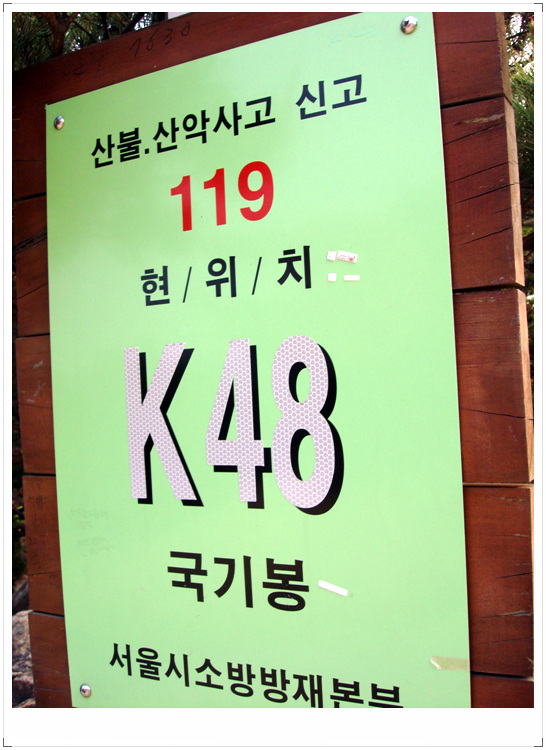 산불.산악사고 신고
119
현/위/치
K48
국기봉
서울시소방방재본부